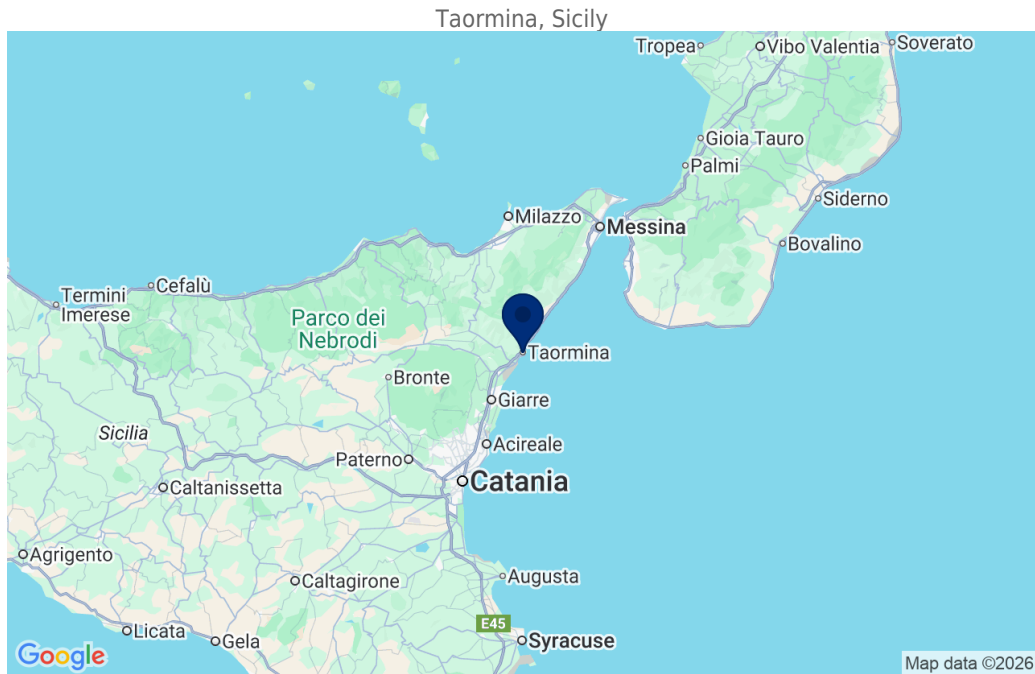 Taormina, Sicily
Tropea
Vibo Valentia
Soverato
Gioia Tauro
Palmi
Siderno
Milazzo
Messina
Bovalino
Cefalù
Termini
Imerese
Parco dei
Nebrodi
Taormina
Bronte
Giarre
Sicilia
Acireale
Paterno
Catania
Caltanissetta
Agrigento
Caltagirone
Augusta
E45
Licata
Gela
Syracuse
Google
Map data ©2026